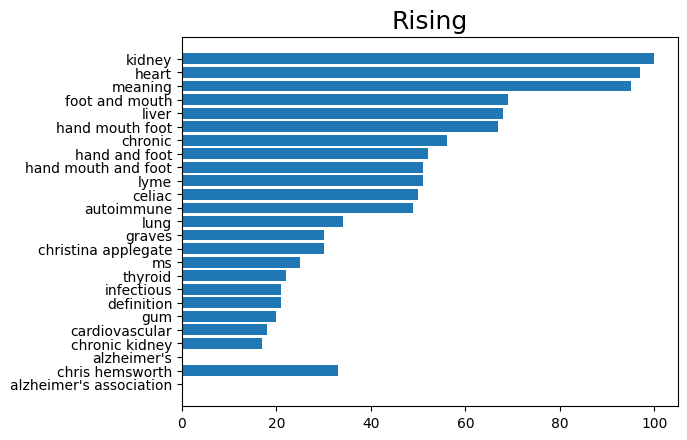 Rising
kidney
heart
meaning
foot and mouth
liver
hand mouth foot
chronic
hand and foot
hand mouth and foot
lyme
celiac
autoimmune
lung
graves
christina applegate
ms
thyroid
infectious
definition
gum
cardiovascular
chronic kidney
alzheimer's
chris hemsworth
alzheimer's association
0 20 40 60 80 100